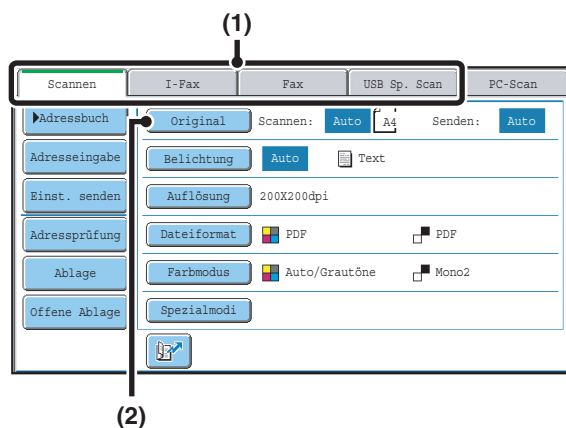 (1)
Scannen I-Fax Fax USB Sp. Scan PC-Scan
Adressbuch Original Scannen: Auto A4 Senden: Auto
Adresseingabe Belichtung Auto Text
Einst. senden Auflösung 200X200dpi
Adressprüfung Dateiformat PDF PDF
Ablage Farbmodus Auto/Grautöne Mono2
Offene Ablage Spezialmodi
(2)